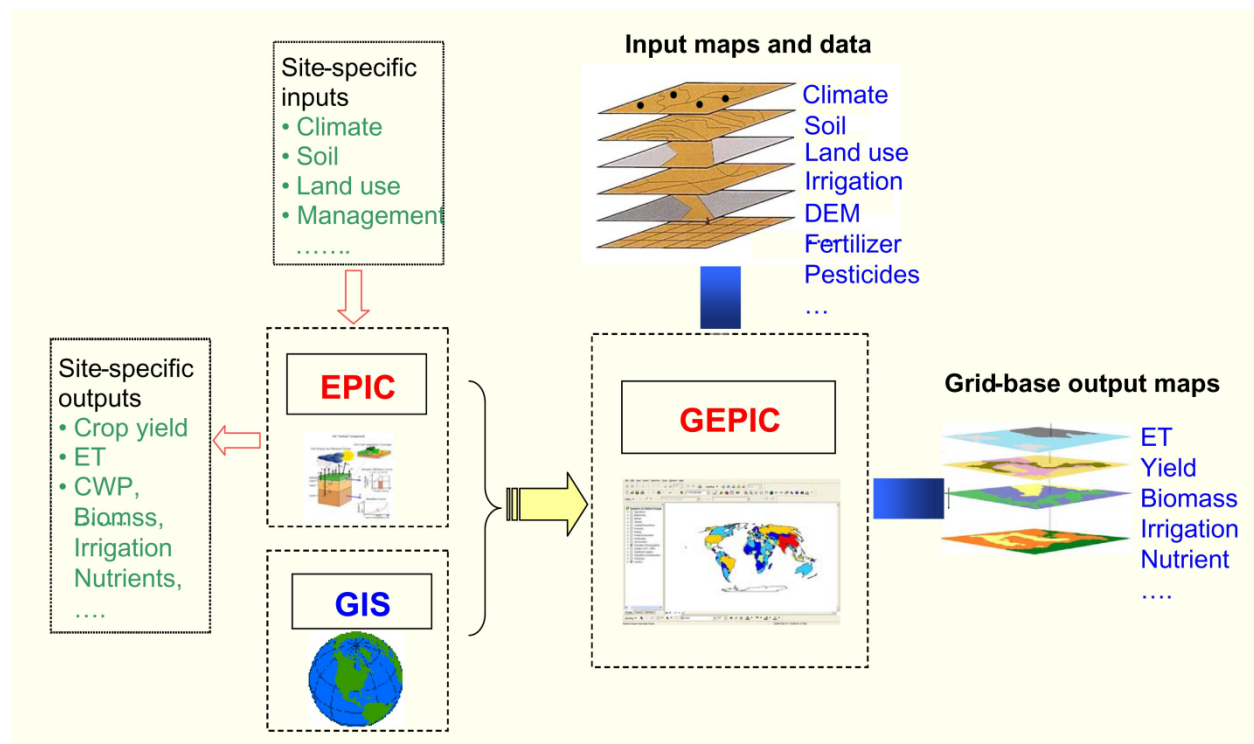 Site-specific
inputs
• Climate
• Soil
• Land use
• Management
…….
Input maps and data
Climate
Soil
Land use
Irrigation
DEM
Fertilizer
Pesticides
…
EPIC
Site-specific
outputs
• Crop yield
• ET
• CWP,
Biomss,
Irrigation
Nutrients,
….
GIS
GEPIC
Grid-base output maps
ET
Yield
Biomass
Irrigation
Nutrient
….